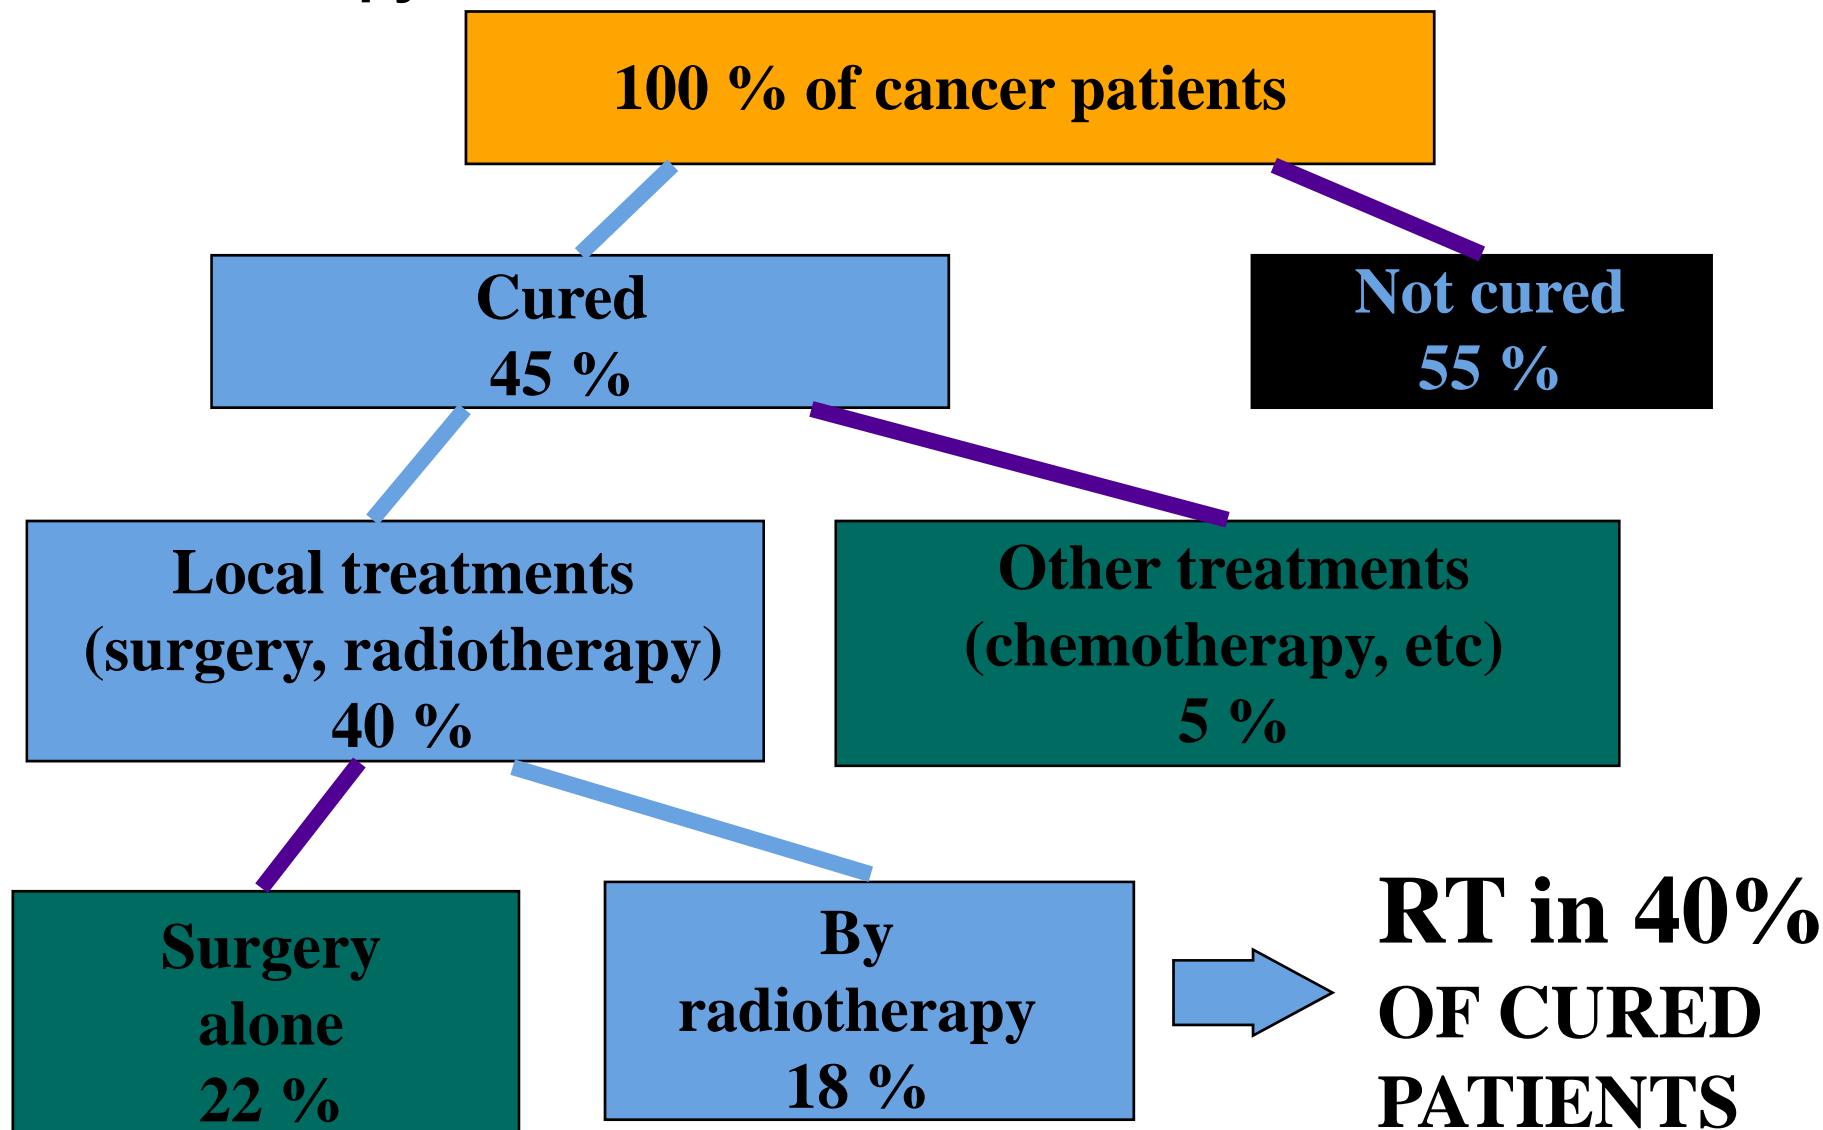 100 % of cancer patients
Cured
45 %
Not cured
55 %
Local treatments
(surgery, radiotherapy)
40 %
Other treatments
(chemotherapy, etc)
5 %
Surgery
alone
22 %
By
radiotherapy
18 %
RT in 40%
OF CURED
PATIENTS